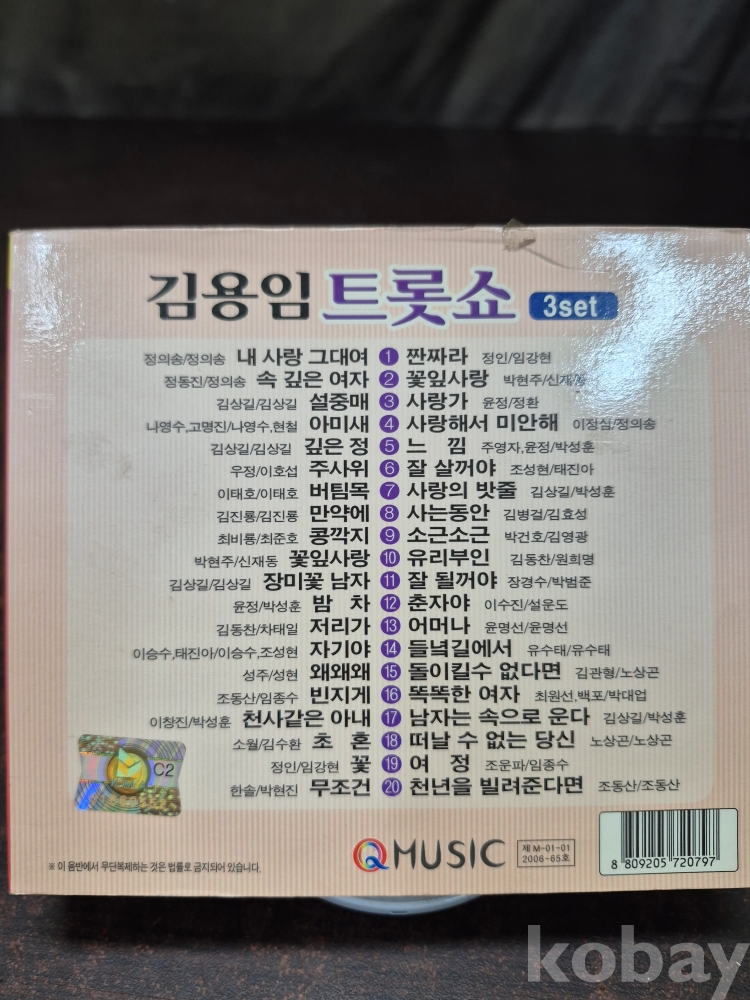 김용임 트롯쇼 3set
정의송/정의송 내 사랑 그대여 1 짠짜라 정인/임강현
정동진/정의송 속 깊은 여자 2 꽃잎사랑 박현주/신재동
김상길/김상길 설중매 3 사랑가 윤정/정환
나영수,고명진/나영수,현철 아미새 4 사랑해서 미안해 이정심/정의송
김상길/김상길 깊은 정 5 느 낌 주영자,윤정/박성훈
우정/이호섭 주사위 6 잘 살꺼야 조성현/태진아
이태호/이태호 버팀목 7 사랑의 밧줄 김상길/박성훈
김진룡/김진룡 만약에 8 사는동안 김병걸/김효성
최비룡/최준호 콩깍지 9 소근소근 박건호/김영광
박현주/신재동 꽃잎사랑 10 유리부인 김동찬/원희명
김상길/김상길 장미꽃 남자 11 잘 될꺼야 장경수/박범준
윤정/박성훈 밤 차 12 춘자야 이수진/설운도
김동찬/차태일 저리가 13 어머나 윤명선/윤명선
이승수,태진아/이승수,조성현 자기야 14 들녘길에서 유수태/유수태
성주/성현 왜왜왜 15 돌이킬수 없다면 김관형/노상곤
조동산/임종수 빈지게 16 똑똑한 여자 최원선,백포/박대업
이창진/박성훈 천사같은 아내 17 남자는 속으로 운다 김상길/박성훈
소월/김수환 초 혼 18 떠날 수 없는 당신 노상곤/노상곤
정인/임강현 꽃 19 여 정 조운파/임종수
한솔/박현진 무조건 20 천년을 빌려준다면 조동산/조동산
C2
※ 이 음반에서 무단복제하는 것은 법률로 금지되어 있습니다.
QMUSIC
제 M-01-01
2006-65호
8 809205 720797
kobay